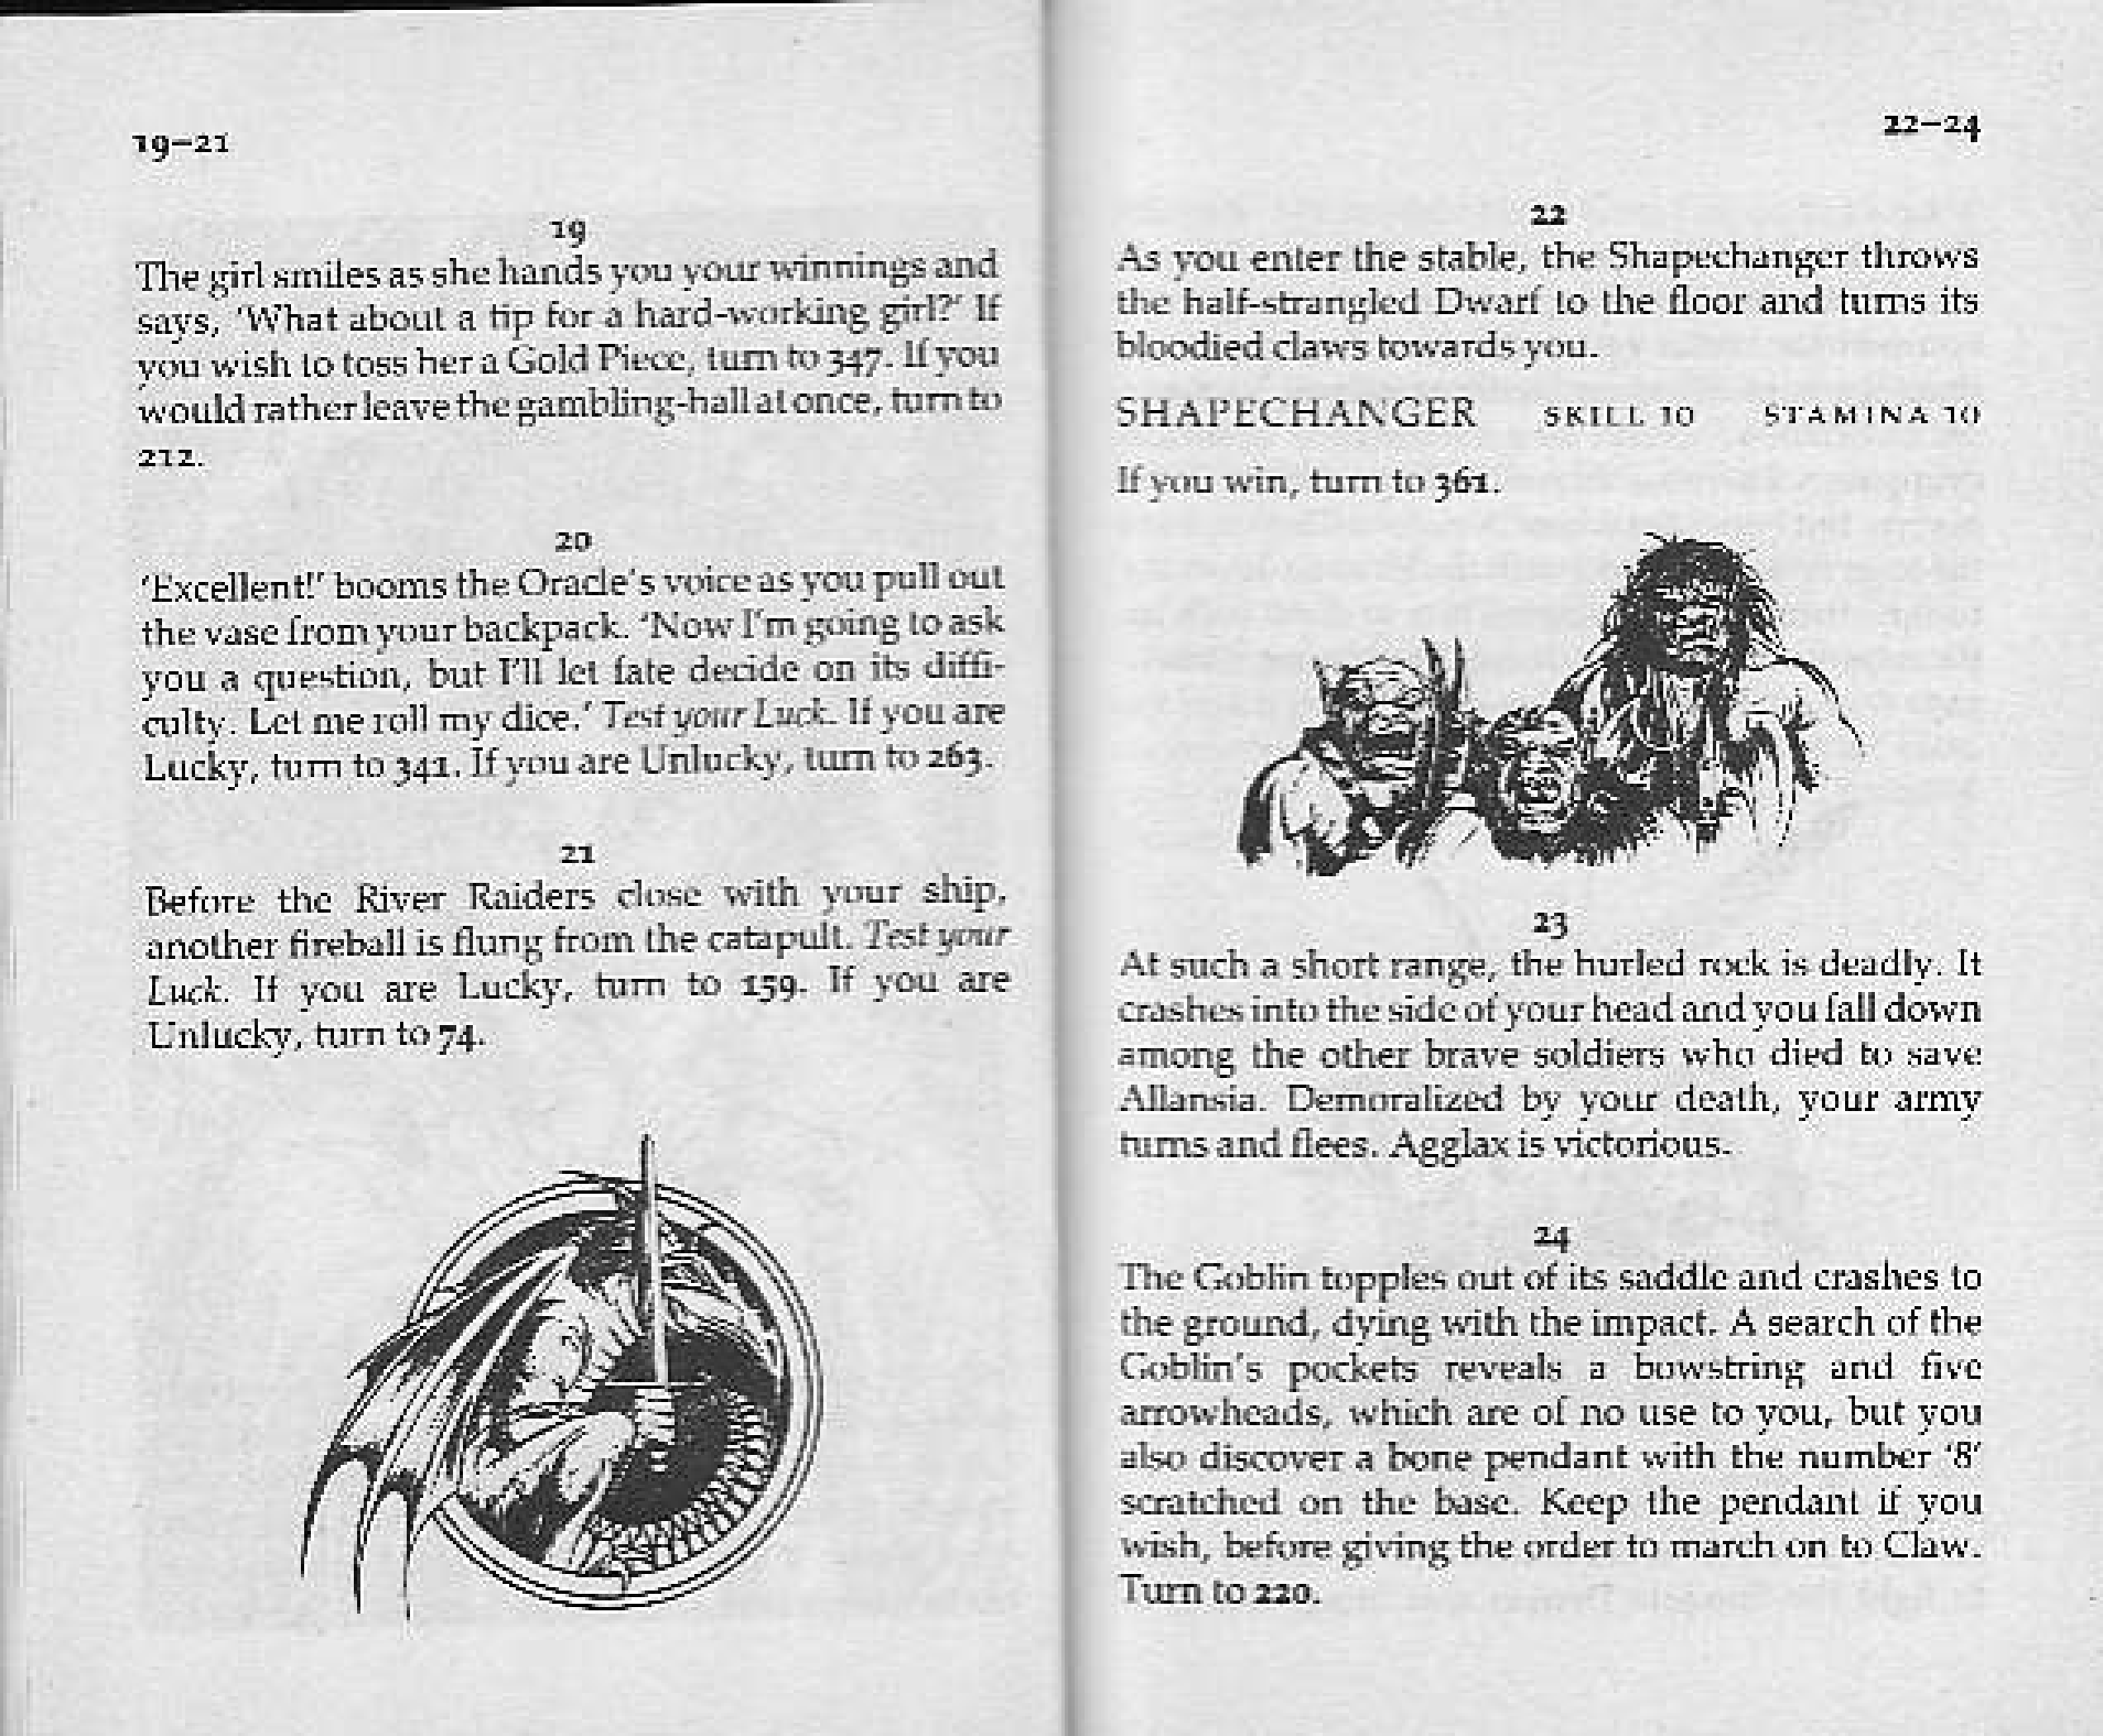 19–21
19
The girl smiles as she hands you your winnings and
says, 'What about a tip for a hard-working girl?' If
you wish to toss her a Gold Piece, turn to 347. If you
would rather leave the gambling-hall at once, turn to
212.
20
'Excellent!' booms the Oracle's voice as you pull out
the vase from your backpack. 'Now I'm going to ask
you a question, but I'll let fate decide on its diffi-
culty. Let me roll my dice.' Test your Luck. If you are
Lucky, turn to 341. If you are Unlucky, turn to 263.
21
Before the River Raiders close with your ship,
another fireball is flung from the catapult. Test your
Luck. If you are Lucky, turn to 159. If you are
Unlucky, turn to 74.
22–24
22
As you enter the stable, the Shapechanger throws
the half-strangled Dwarf to the floor and turns its
bloodied claws towards you.
SHAPECHANGER SKILL 10 STAMINA 10
If you win, turn to 361.
23
At such a short range, the hurled rock is deadly. It
crashes into the side of your head and you fall down
among the other brave soldiers who died to save
Allansia. Demoralized by your death, your army
turns and flees. Agglax is victorious.
24
The Goblin topples out of its saddle and crashes to
the ground, dying with the impact. A search of the
Goblin's pockets reveals a bowstring and five
arrowheads, which are of no use to you, but you
also discover a bone pendant with the number '8'
scratched on the base. Keep the pendant if you
wish, before giving the order to march on to Claw.
Turn to 220.